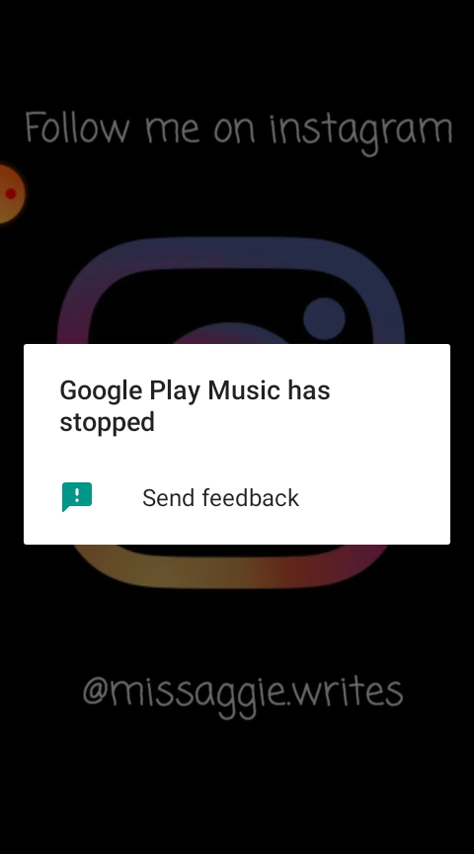 Follow me on instagram
Google Play Music has
stopped
Send feedback
@missaggie.writes